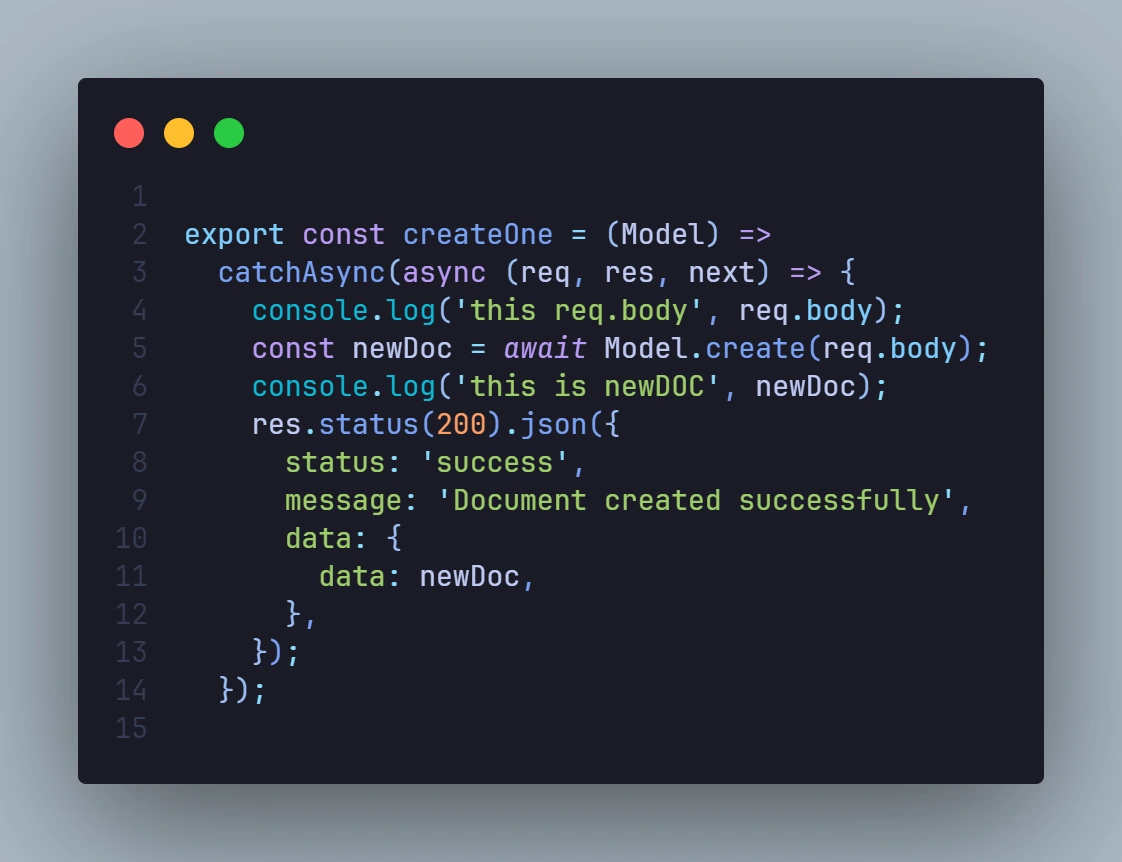 1
2 export const createOne = (Model) =>
3 catchAsync(async (req, res, next) => {
4 console.log('this req.body', req.body);
5 const newDoc = await Model.create(req.body);
6 console.log('this is newDOC', newDoc);
7 res.status(200).json({
8 status: 'success',
9 message: 'Document created successfully',
10 data: {
11 data: newDoc,
12 },
13 });
14 });
15